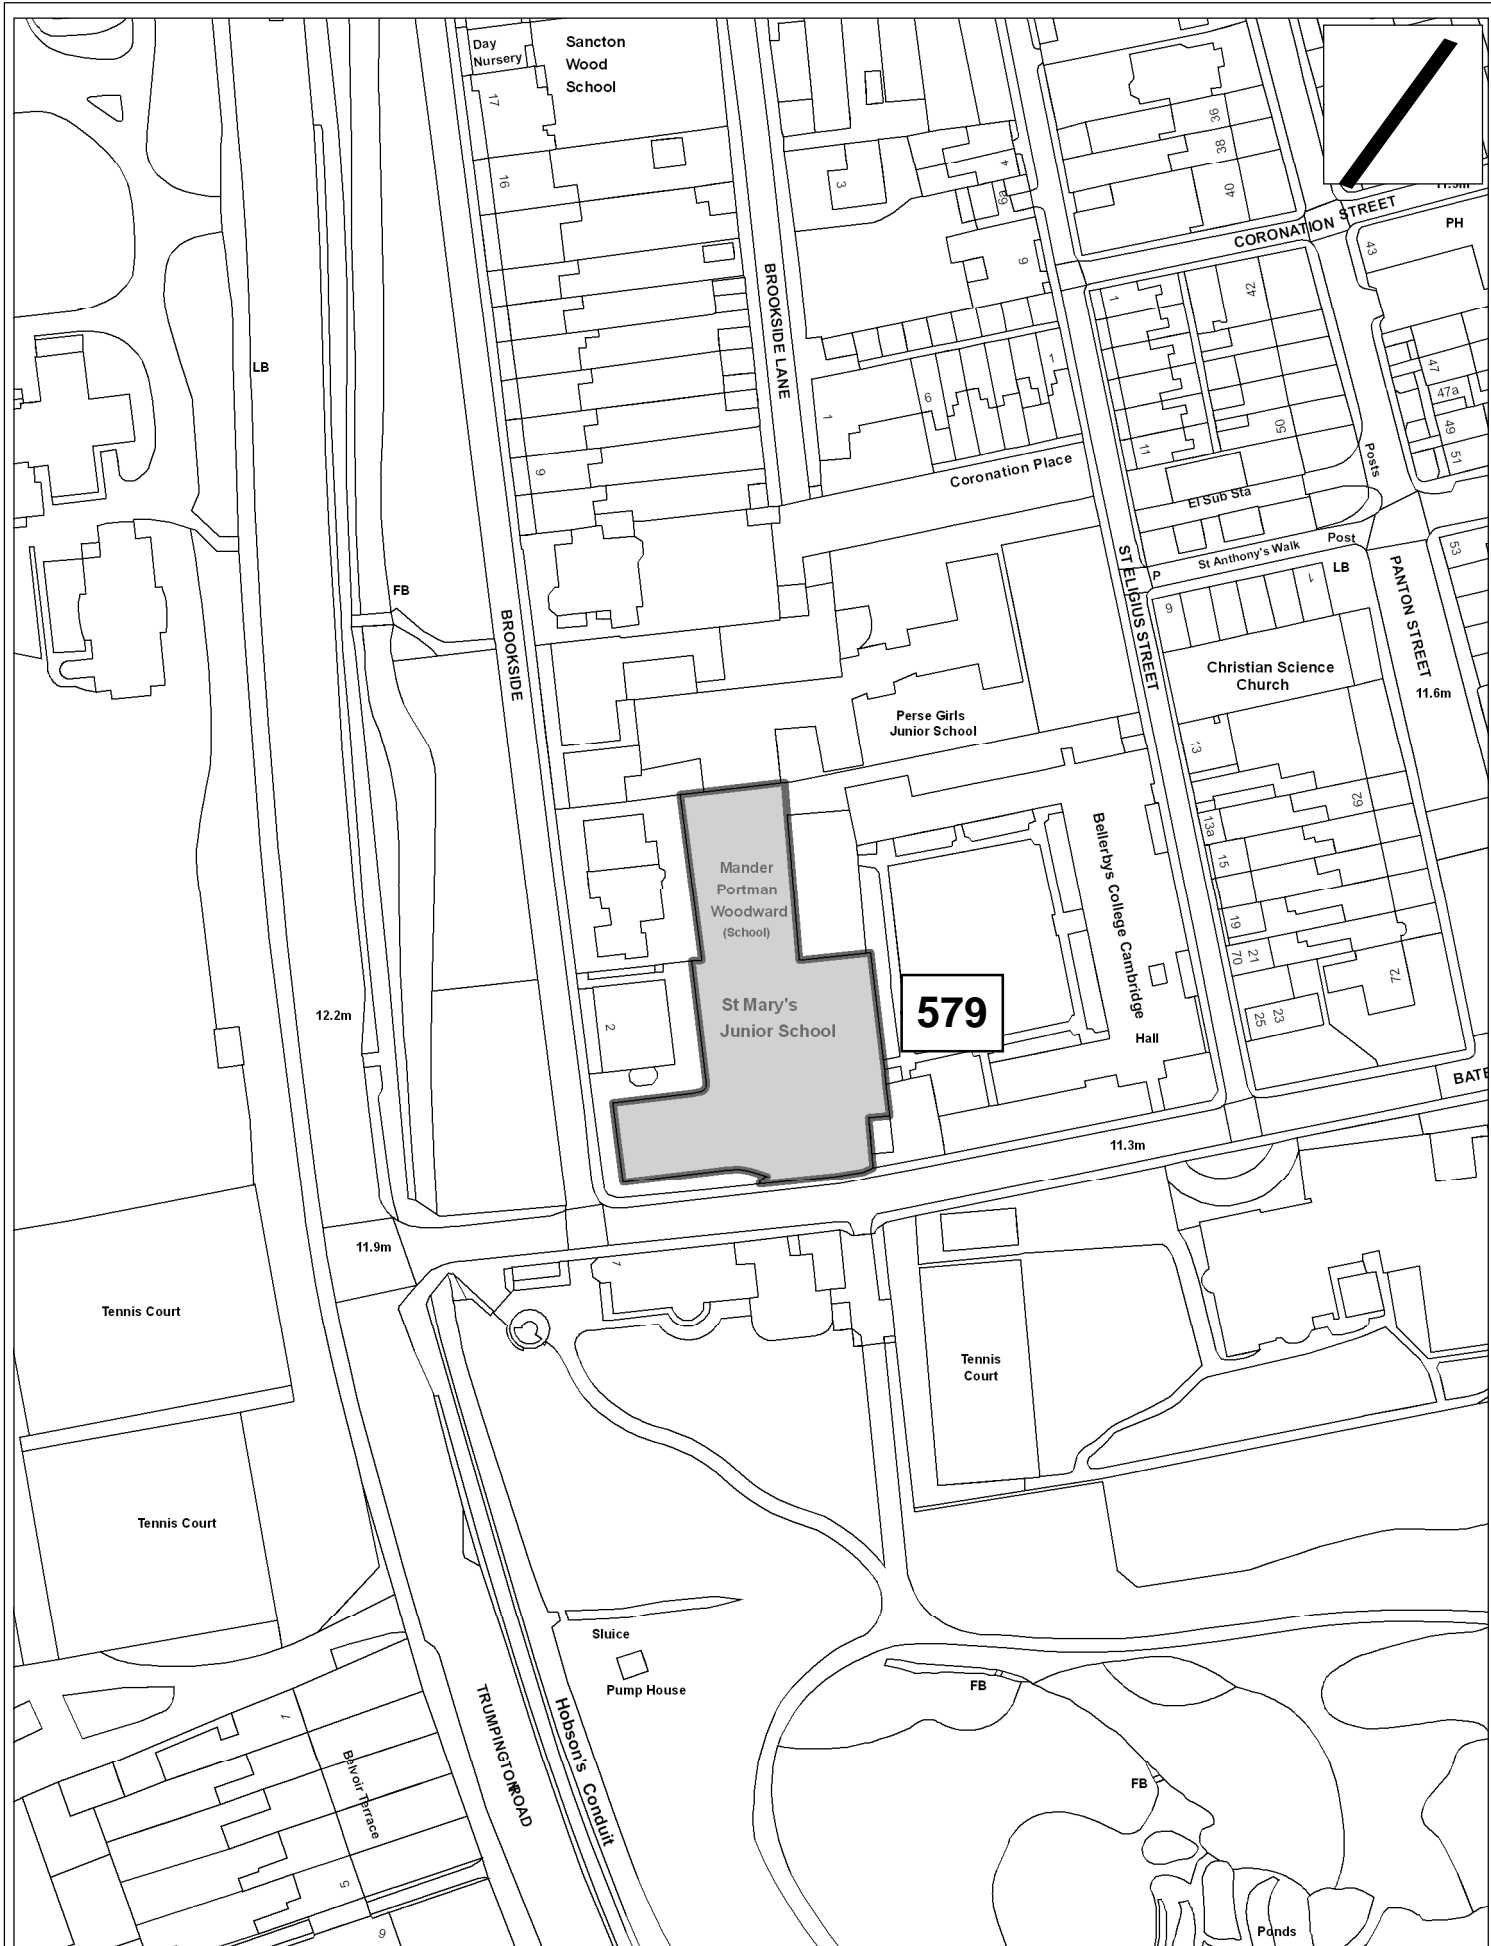 Day
Nursery
Sancton
Wood
School
17
16
3
4
6a
6
36
38
40
11.9m
CORONATION STREET
PH
43
BROOKSIDE LANE
LB
1
42
47
47a
49
51
1
6
1
11
50
Posts
9
Coronation Place
El Sub Sta
St Anthony's Walk
Post
P
LB
53
FB
BROOKSIDE
ST ELIGIUS STREET
PANTON STREET
9
1
Christian Science
Church
11.6m
Perse Girls
Junior School
13
62
13a
15
19
21
70
72
23
25
Mander
Portman
Woodward
(School)
Bellerbys College Cambridge
St Mary's
Junior School
579
2
12.2m
Hall
BATE
11.3m
11.9m
7
Tennis Court
Tennis
Court
Tennis Court
Sluice
Pump House
FB
TRUMPINGTON ROAD
Hobson's Conduit
7
Belvoir Terrace
FB
5
6
Ponds